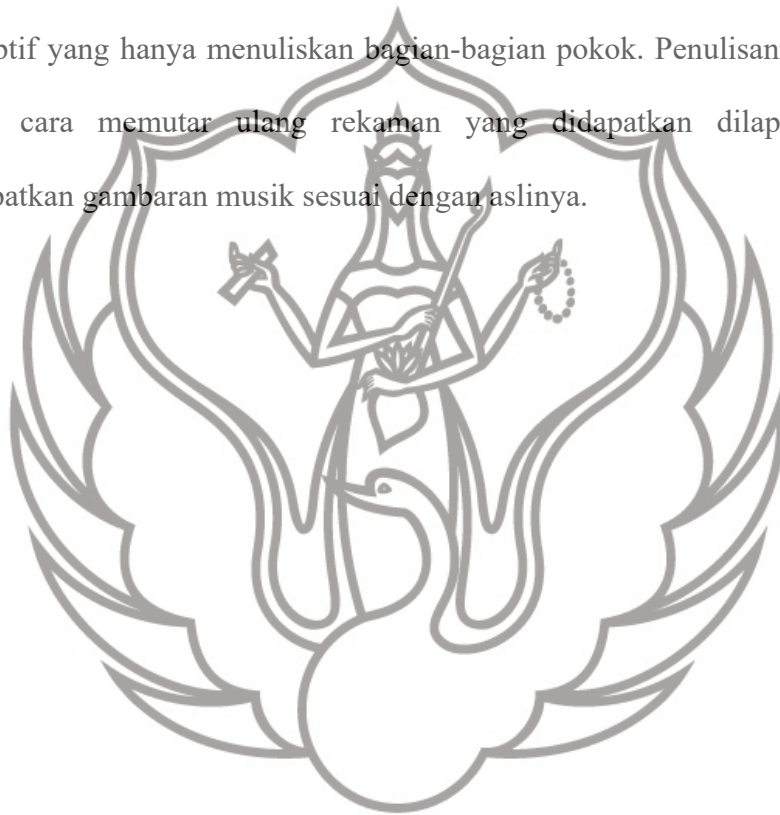 ptif yang hanya menuliskan bagian-bagian pokok. Penulisan
cara memutar ulang rekaman yang didapatkan dilap
patkan gambaran musik sesuai dengan aslinya.